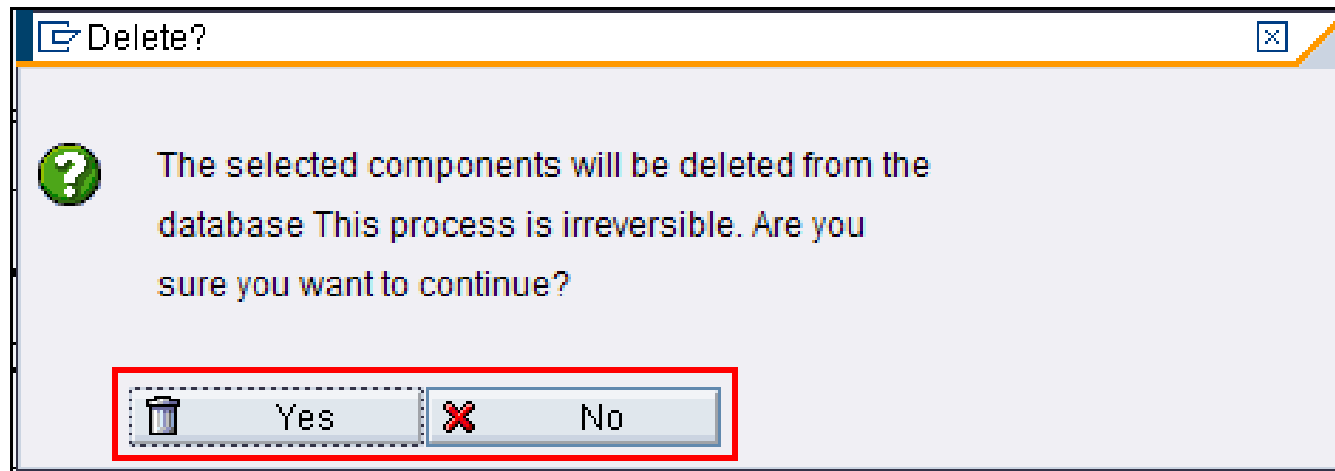 Delete?
The selected components will be deleted from the
database This process is irreversible. Are you
sure you want to continue?
Yes No